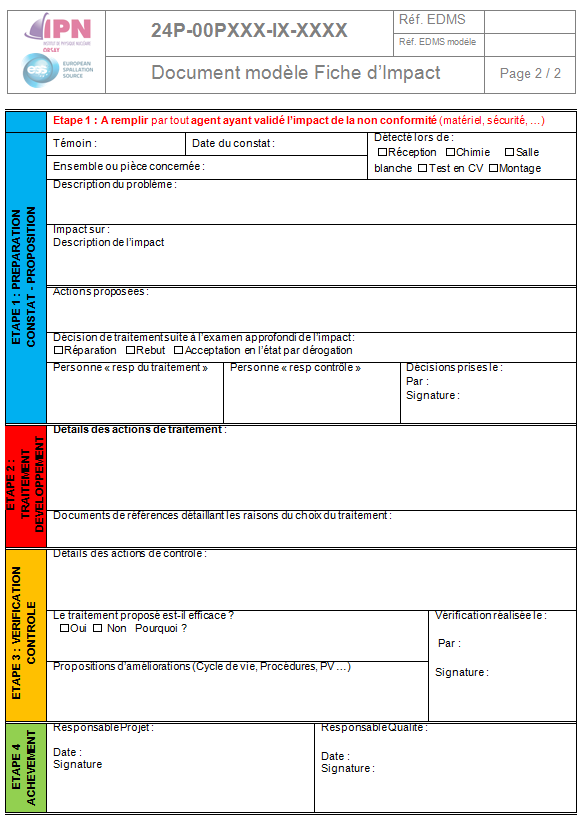 IPN
INSTITUT DE PHYSIQUE NUCLÉAIRE
ORSAY
EUROPEAN
SPALLATION
SOURCE
ess
24P-00PXXX-IX-XXXX
Document modèle Fiche d’Impact
Réf. EDMS
Réf. EDMS modèle
Page 2 / 2
Etape 1 : A remplir par tout agent ayant validé l’impact de la non conformité (matériel, sécurité, …)
ETAPE 1 : PREPARATION
CONSTAT - PROPOSITION
Témoin :
Date du constat :
Détecté lors de :
☐Réception ☐Chimie ☐Salle
blanche ☐Test en CV ☐Montage
Ensemble ou pièce concernée :
Description du problème :
Impact sur :
Description de l’impact
Actions proposées :
Décision de traitement suite à l’examen approfondi de l’impact :
☐Réparation ☐Rebut ☐Acceptation en l’état par dérogation
Personne « resp du traitement »
Personne « resp contrôle »
Décisions prises le :
Par :
Signature :
ETAPE 2 :
TRAITEMENT
DEVELOPPEMENT
Détails des actions de traitement :
Documents de références détaillant les raisons du choix du traitement :
ETAPE 3 : VERIFICATION
CONTROLE
Détails des actions de contrôle :
Le traitement proposé est-il efficace ?
☐Oui ☐ Non Pourquoi ?
Vérification réalisée le :
Par :
Signature :
Propositions d’améliorations (Cycle de vie, Procédures, PV …)
ETAPE 4
ACHEVEMENT
Responsable Projet :
Date :
Signature
Responsable Qualité :
Date :
Signature :